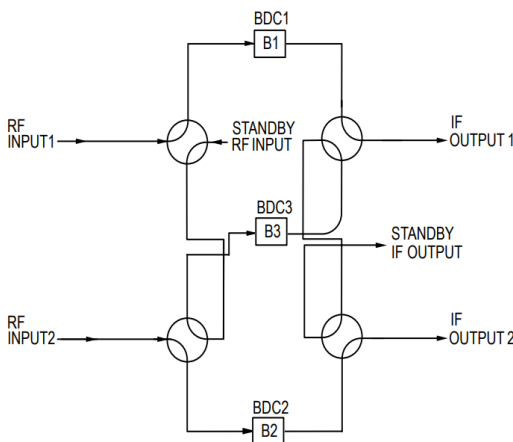 BDC1
B1
RF
INPUT1
STANDBY
RF INPUT
IF
OUTPUT 1
BDC3
B3
STANDBY
IF OUTPUT
RF
INPUT2
IF
OUTPUT 2
BDC2
B2